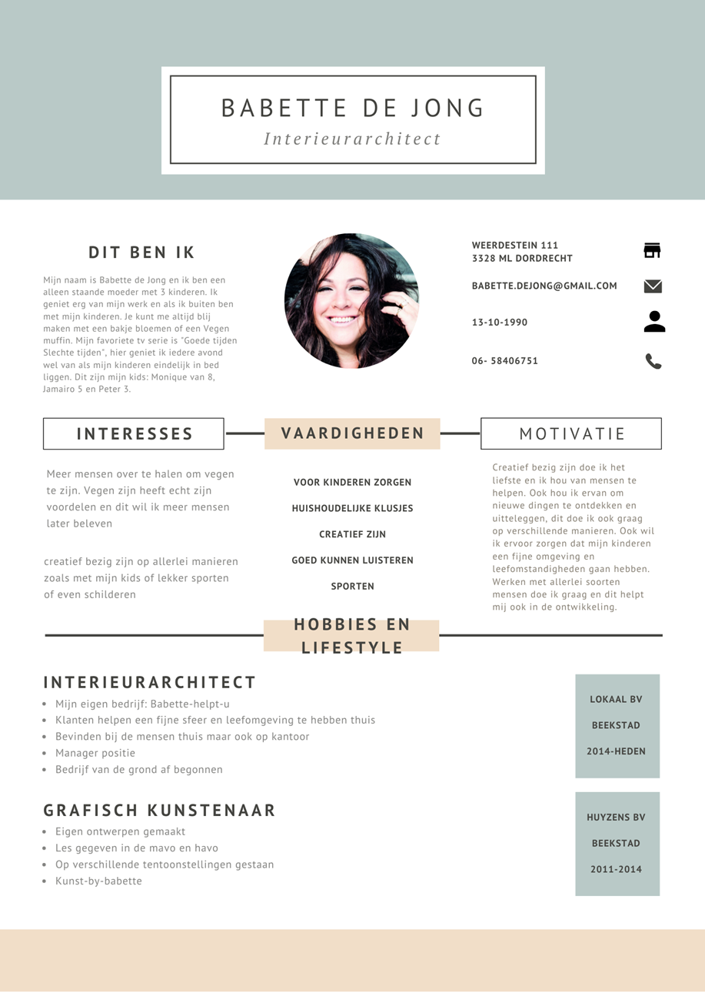 BABETTE DE JONG
Interieurarchitect
DIT BEN IK
Mijn naam is Babette de Jong en ik ben een
alleen staande moeder met 3 kinderen. Ik
geniet erg van mijn werk en als ik buiten ben
met mijn kinderen. Je kunt me altijd blij
maken met een bakje bloemen of een Vegen
muffin. Mijn favoriete tv serie is "Goede tijden
Slechte tijden", hier geniet ik iedere avond
wel van als mijn kinderen eindelijk in bed
liggen. Dit zijn mijn kids: Monique van 8,
Jamairo 5 en Peter 3.
WEERDESTEIN 111
3328 ML DORDRECHT
BABETTE.DEJONG@GMAIL.COM
13-10-1990
06- 58406751
INTERESSES
Meer mensen over te halen om vegen
te zijn. Vegen zijn heeft echt zijn
voordelen en dit wil ik meer mensen
later beleven
creatief bezig zijn op allerlei manieren
zoals met mijn kids of lekker sporten
of even schilderen
VAARDIGHEDEN
VOOR KINDEREN ZORGEN
HUISHOUDELIJKE KLUSJES
CREATIEF ZIJN
GOED KUNNEN LUISTEREN
SPORTEN
MOTIVATIE
Creatief bezig zijn doe ik het
liefste en ik hou van mensen te
helpen. Ook hou ik ervan om
nieuwe dingen te ontdekken en
uitteleggen, dit doe ik ook graag
op verschillende manieren. Ook wil
ik ervoor zorgen dat mijn kinderen
een fijne omgeving en
leefomstandigheden gaan hebben.
Werken met allerlei soorten
mensen doe ik graag en dit helpt
mij ook in de ontwikkeling.
HOBBIES EN
LIFESTYLE
INTERIEURARCHITECT
• Mijn eigen bedrijf: Babette-helpt-u
• Klanten helpen een fijne sfeer en leefomgeving te hebben thuis
• Bevinden bij de mensen thuis maar ook op kantoor
• Manager positie
• Bedrijf van de grond af begonnen
LOKAAL BV
BEEKSTAD
2014-HEDEN
GRAFISCH KUNSTENAAR
• Eigen ontwerpen gemaakt
• Les gegeven in de mavo en havo
• Op verschillende tentoonstellingen gestaan
• Kunst-by-babette
HUYZENS BV
BEEKSTAD
2011-2014